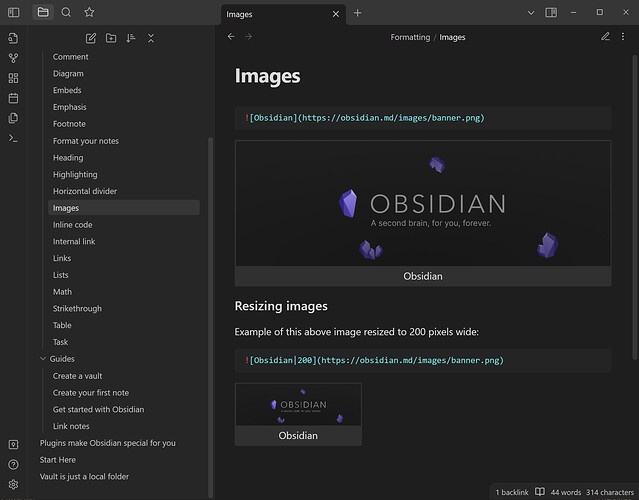 Images
Comment
Diagram
Embeds
Emphasis
Footnote
Format your notes
Heading
Highlighting
Horizontal divider
Images
Inline code
Internal link
Links
Lists
Math
Strikethrough
Table
Task
Guides
Create a vault
Create your first note
Get started with Obsidian
Link notes
Plugins make Obsidian special for you
Start Here
Vault is just a local folder
Formatting / Images
Images
![Obsidian](https://obsidian.md/images/banner.png)
OBSIDIAN
A second brain, for you, forever.
Obsidian
Resizing images
Example of this above image resized to 200 pixels wide:
![Obsidian|200](https://obsidian.md/images/banner.png)
OBSIDIAN
A second brain, for you, forever.
Obsidian
1 backlink 44 words 314 characters